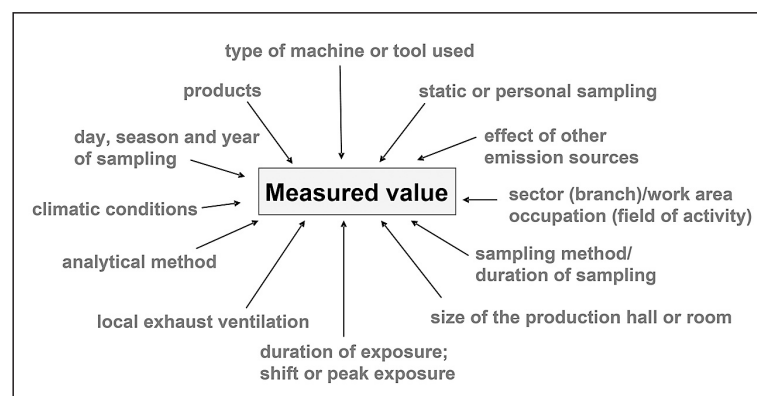 type of machine or tool used
products
static or personal sampling
day, season and year
of sampling
effect of other
emission sources
Measured value
climatic conditions
sector (branch)/work area
occupation (field of activity)
analytical method
sampling method/
duration of sampling
local exhaust ventilation
size of the production hall or room
duration of exposure;
shift or peak exposure